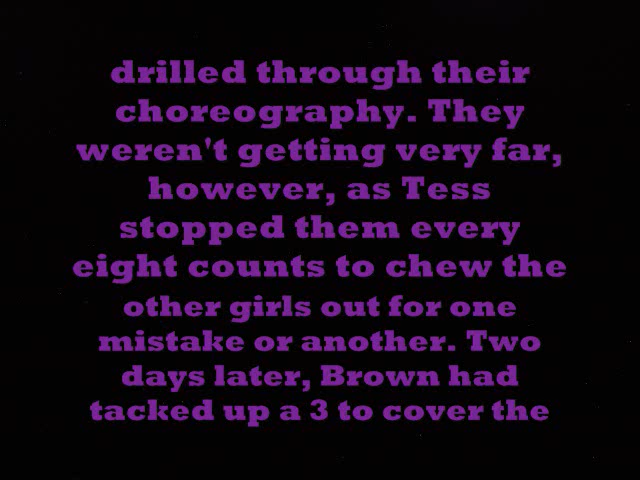 drilled through their
choreography. They
weren't getting very far,
however, as Tess
stopped them every
eight counts to chew the
other girls out for one
mistake or another. Two
days later, Brown had
tacked up a 3 to cover the